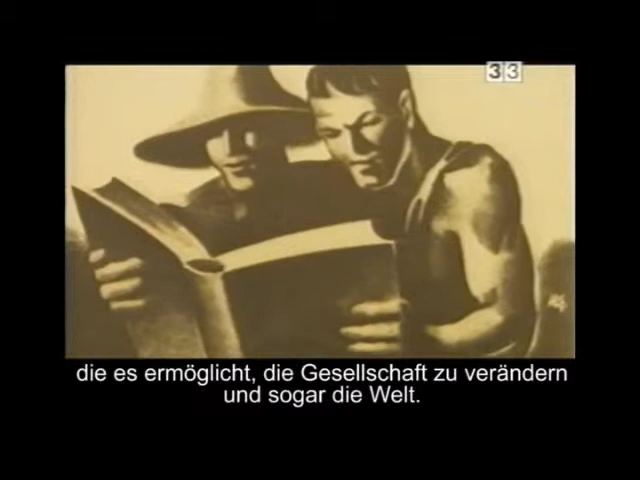 33
die es ermöglicht, die Gesellschaft zu verändern
und sogar die Welt.